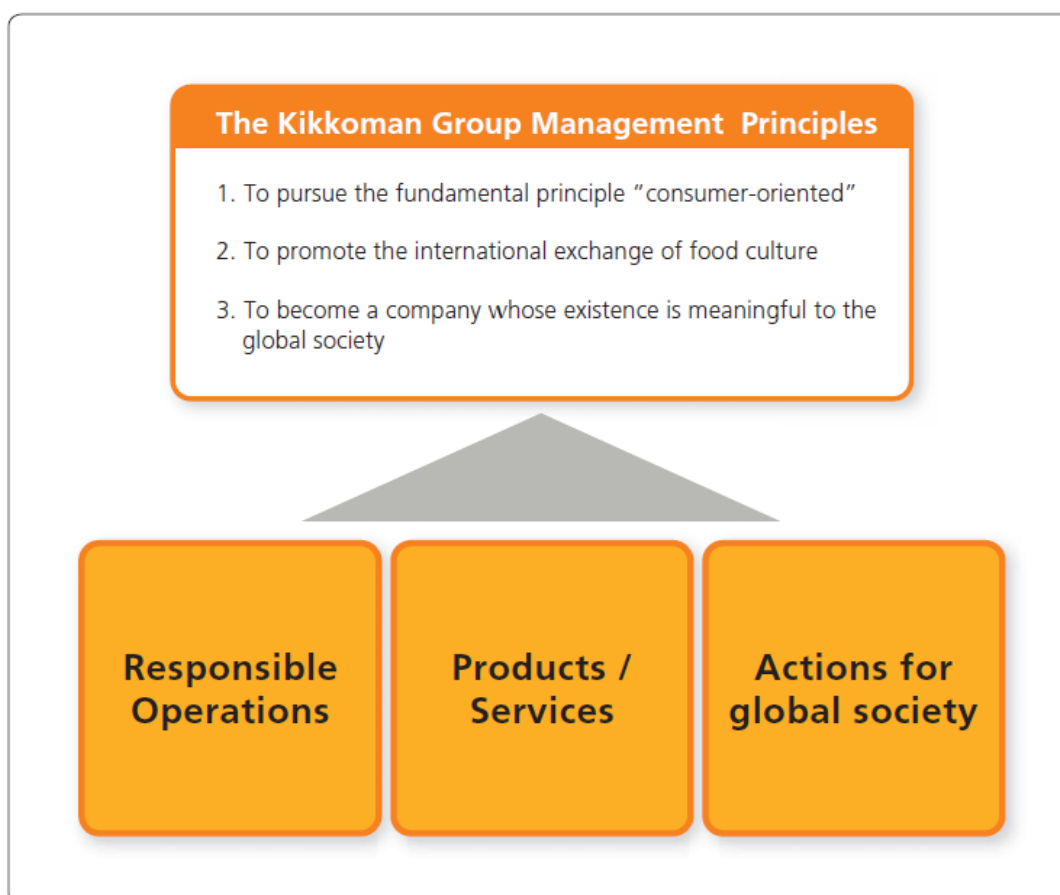 The Kikkoman Group Management Principles
1. To pursue the fundamental principle “consumer-oriented”
2. To promote the international exchange of food culture
3. To become a company whose existence is meaningful to the
global society
Responsible
Operations
Products /
Services
Actions for
global society